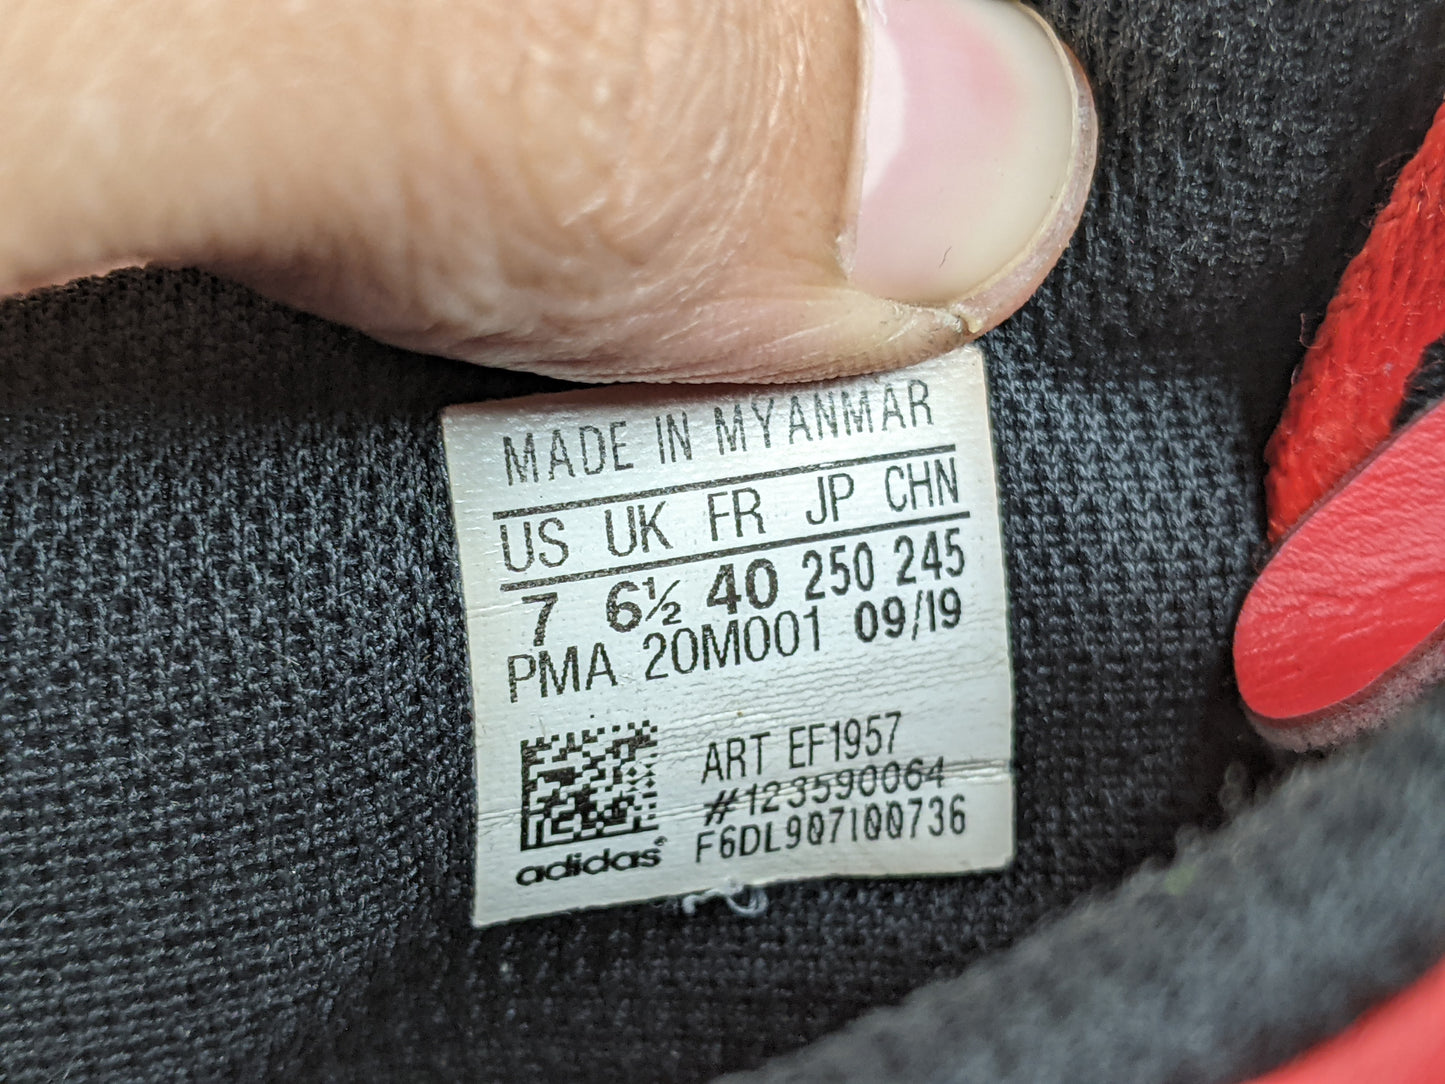 MADE IN MYANMAR
US UK FR JP CHN
7 6½ 40 250 245
PMA 20M001 09/19
ART EF1957
#123590064
F6DL907100736
adidas